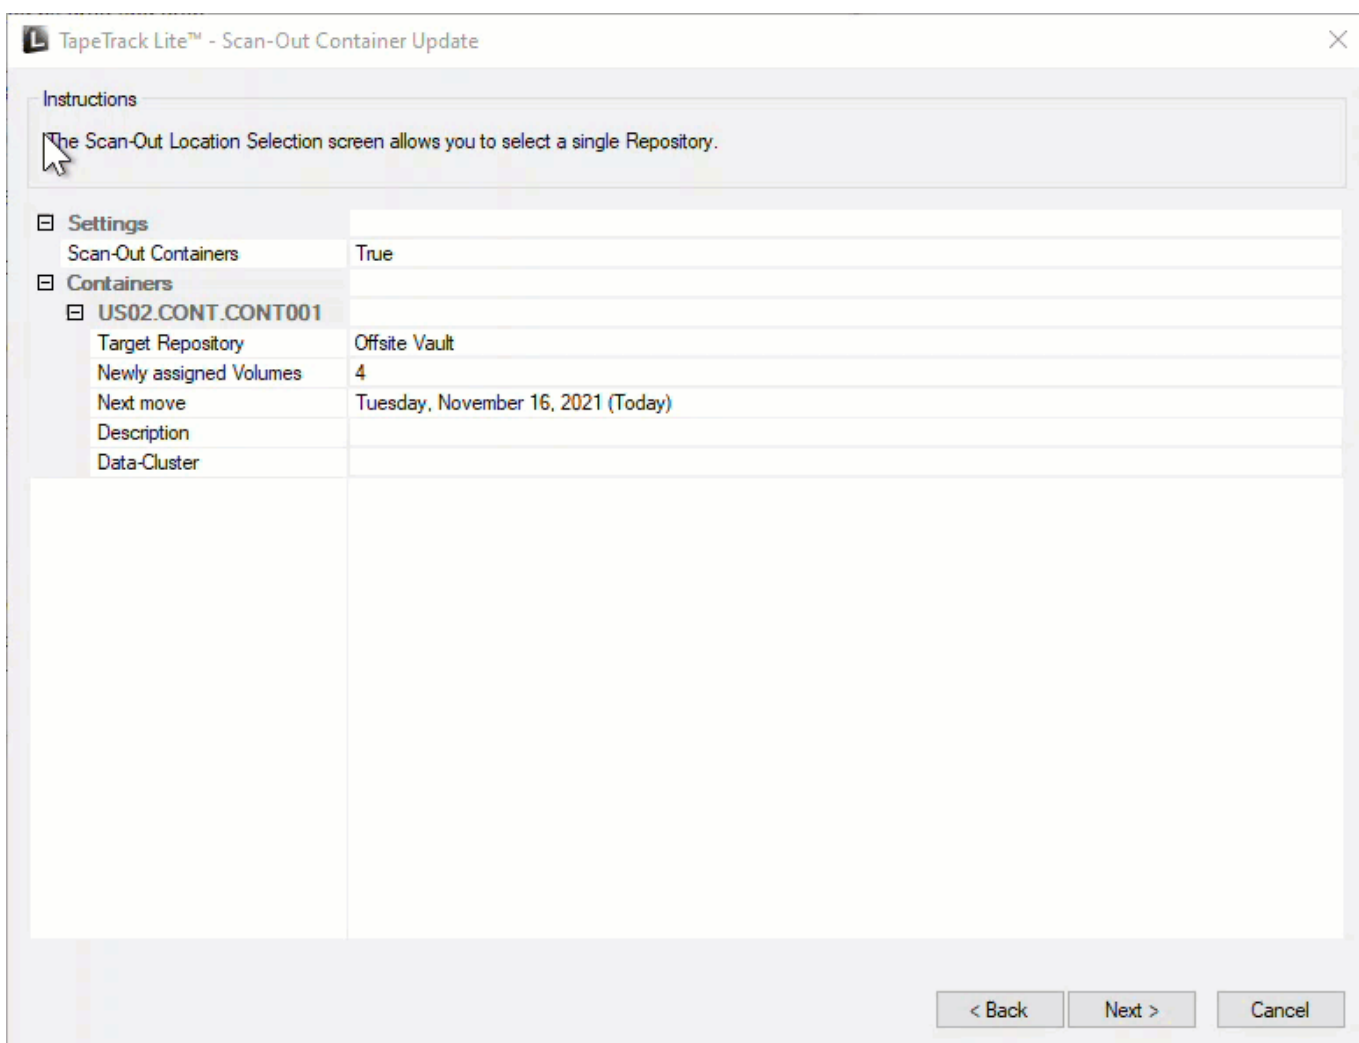 TapeTrack Lite™ - Scan-Out Container Update
Instructions
The Scan-Out Location Selection screen allows you to select a single Repository.
Settings
Scan-Out Containers True
Containers
US02.CONT.CONT001
Target Repository Offsite Vault
Newly assigned Volumes 4
Next move Tuesday, November 16, 2021 (Today)
Description
Data-Cluster
< Back Next > Cancel